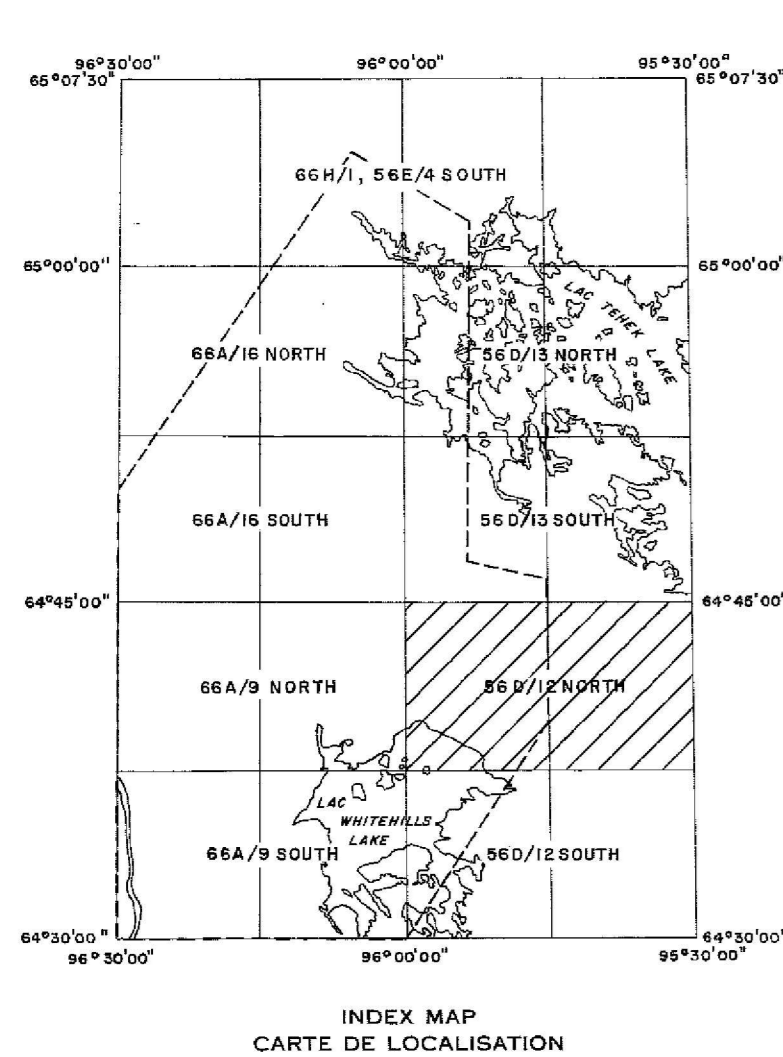 96°30'00" 96°00'00" 95°30'00"
65°07'30" 65°07'30"
66H/1, 56E/4 SOUTH
65°00'00" 65°00'00"
LAC TEHEK LAKE
66A/16 NORTH 56D/13 NORTH
66A/16 SOUTH 56D/13 SOUTH
64°45'00" 64°45'00"
66A/9 NORTH 56D/12 NORTH
LAC
WHITEHILLS
LAKE
66A/9 SOUTH 56D/12 SOUTH
64°30'00" 64°30'00"
96°30'00" 96°00'00" 95°30'00"
INDEX MAP
CARTE DE LOCALISATION